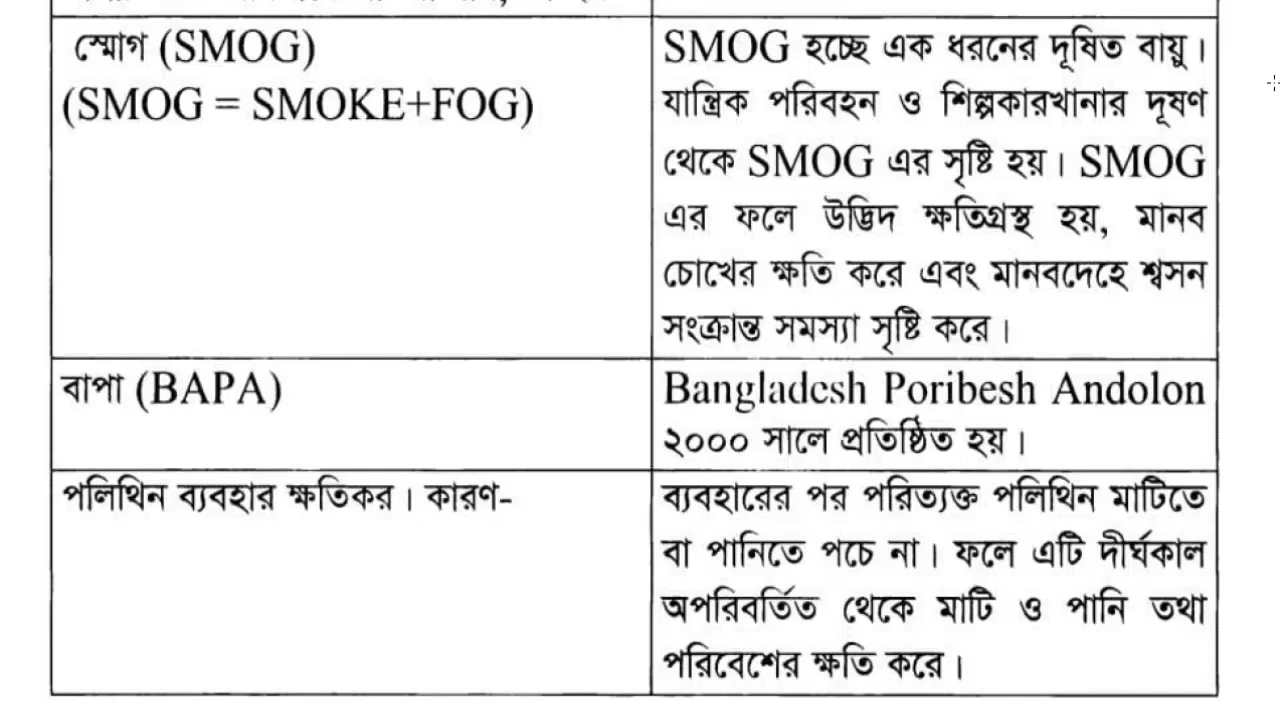 স্মোগ (SMOG)
(SMOG = SMOKE+FOG)
SMOG হচ্ছে এক ধরনের দূষিত বায়ু।
যান্ত্রিক পরিবহন ও শিল্পকারখানার দূষণ
থেকে SMOG এর সৃষ্টি হয়। SMOG
এর ফলে উদ্ভিদ ক্ষতিগ্রস্থ হয়, মানব
চোখের ক্ষতি করে এবং মানবদেহে শ্বসন
সংক্রান্ত সমস্যা সৃষ্টি করে।
বাপা (BAPA)
Bangladesh Poribesh Andolon
২০০০ সালে প্রতিষ্ঠিত হয়।
পলিথিন ব্যবহার ক্ষতিকর। কারণ-
ব্যবহারের পর পরিত্যক্ত পলিথিন মাটিতে
বা পানিতে পচে না। ফলে এটি দীর্ঘকাল
অপরিবর্তিত থেকে মাটি ও পানি তথা
পরিবেশের ক্ষতি করে।